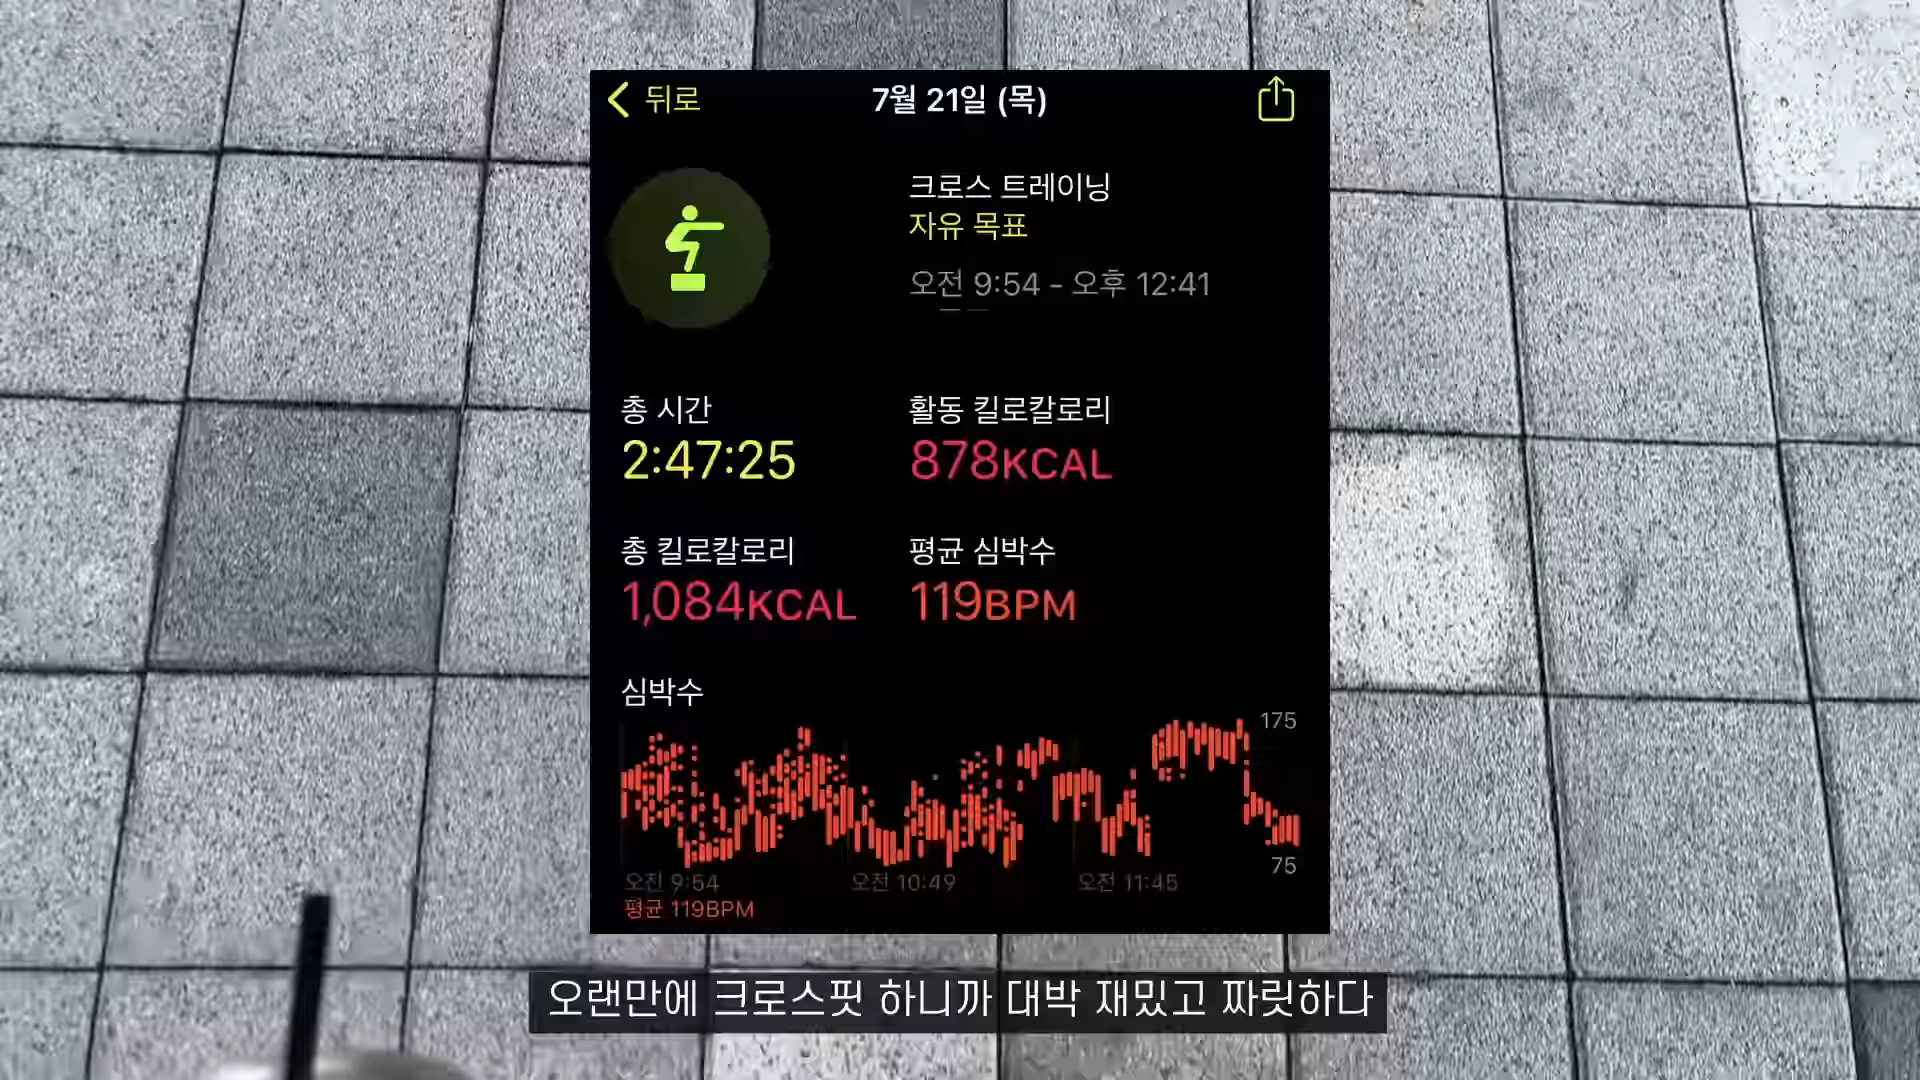 뒤로
7월 21일 (목)
크로스 트레이닝
자유 목표
오전 9:54 - 오후 12:41
총 시간
2:47:25
활동 킬로칼로리
878KCAL
총 킬로칼로리
1,084KCAL
평균 심박수
119BPM
심박수
175
75
오전 9:54
오전 10:49
오전 11:45
평균 119BPM
오랜만에 크로스핏 하니까 대박 재밌고 짜릿하다